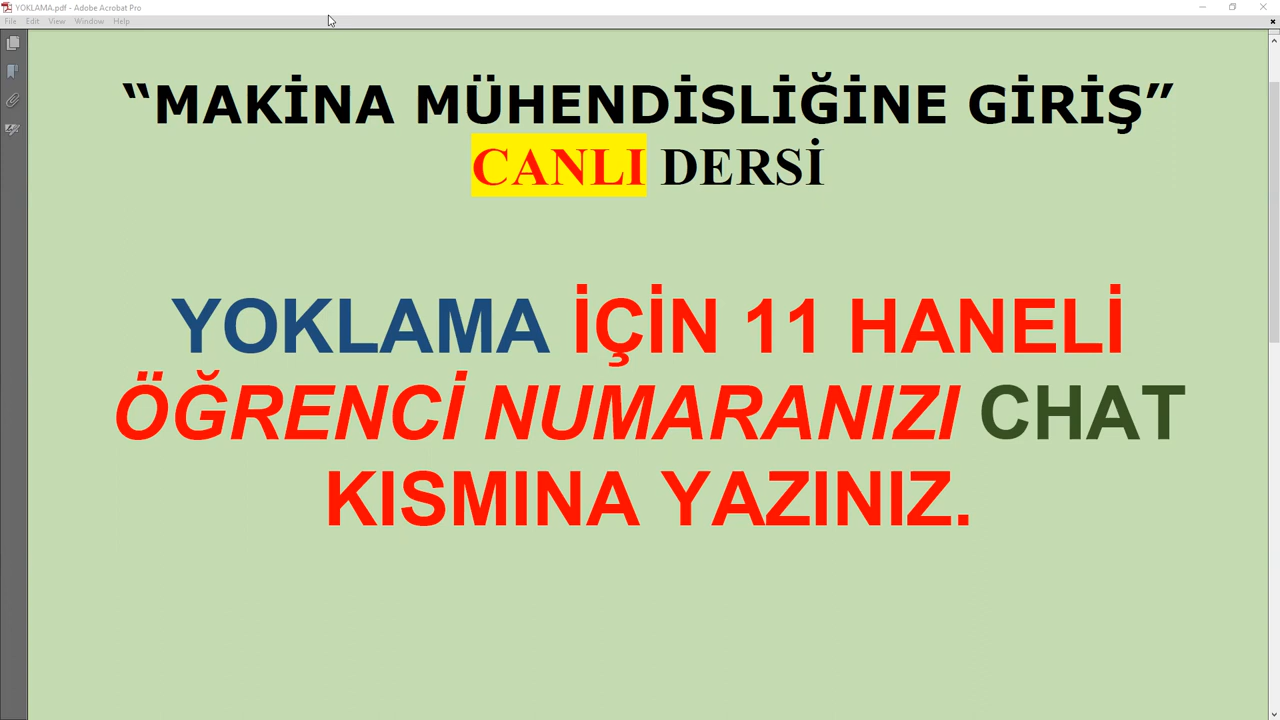 YOKLAMA.pdf - Adobe Acrobat Pro
File Edit View Window Help
“MAKİNA MÜHENDİSLİĞİNE GİRİŞ”
CANLI DERSİ
YOKLAMA İÇİN 11 HANELİ
ÖĞRENCİ NUMARANIZI CHAT
KISMINA YAZINIZ.